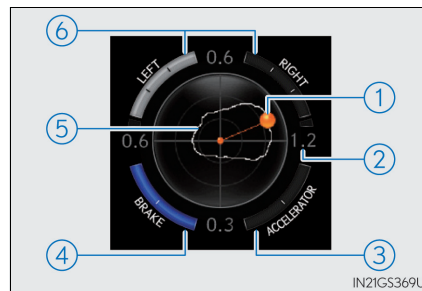 6
LEFT
0.6
RIGHT
1
5
0.6
1.2
2
BRAKE
0.3
ACCELERATOR
4
3
IN21GS369U